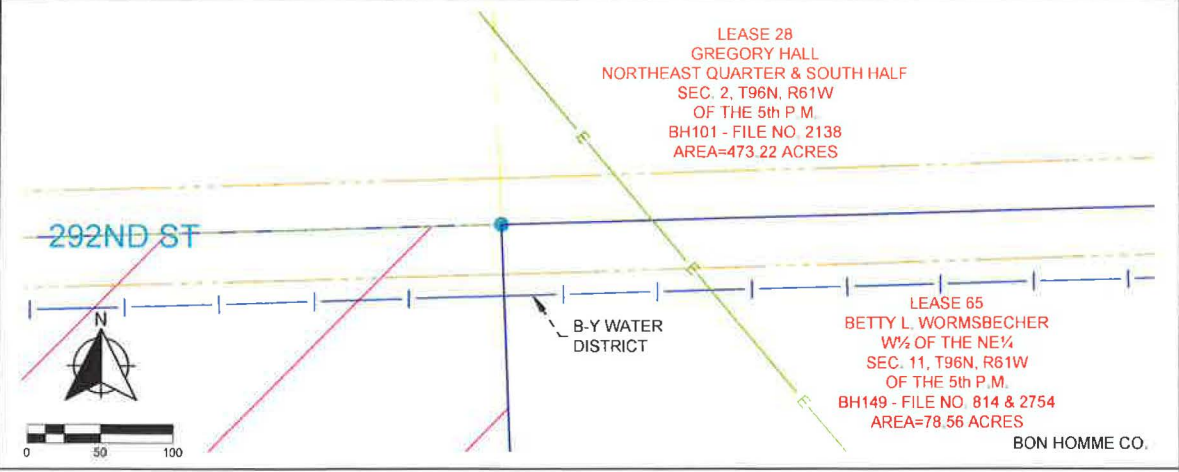 LEASE 28
GREGORY HALL
NORTHEAST QUARTER & SOUTH HALF
SEC. 2, T96N, R61W
OF THE 5th P.M.
BH101 - FILE NO. 2138
AREA=473.22 ACRES
E
292ND ST
E
B-Y WATER
DISTRICT
LEASE 65
BETTY L. WORMSBECHER
W½ OF THE NE¼
SEC. 11, T96N, R61W
OF THE 5th P.M.
BH149 - FILE NO. 814 & 2754
AREA=78.56 ACRES
E
N
0 50 100
BON HOMME CO.